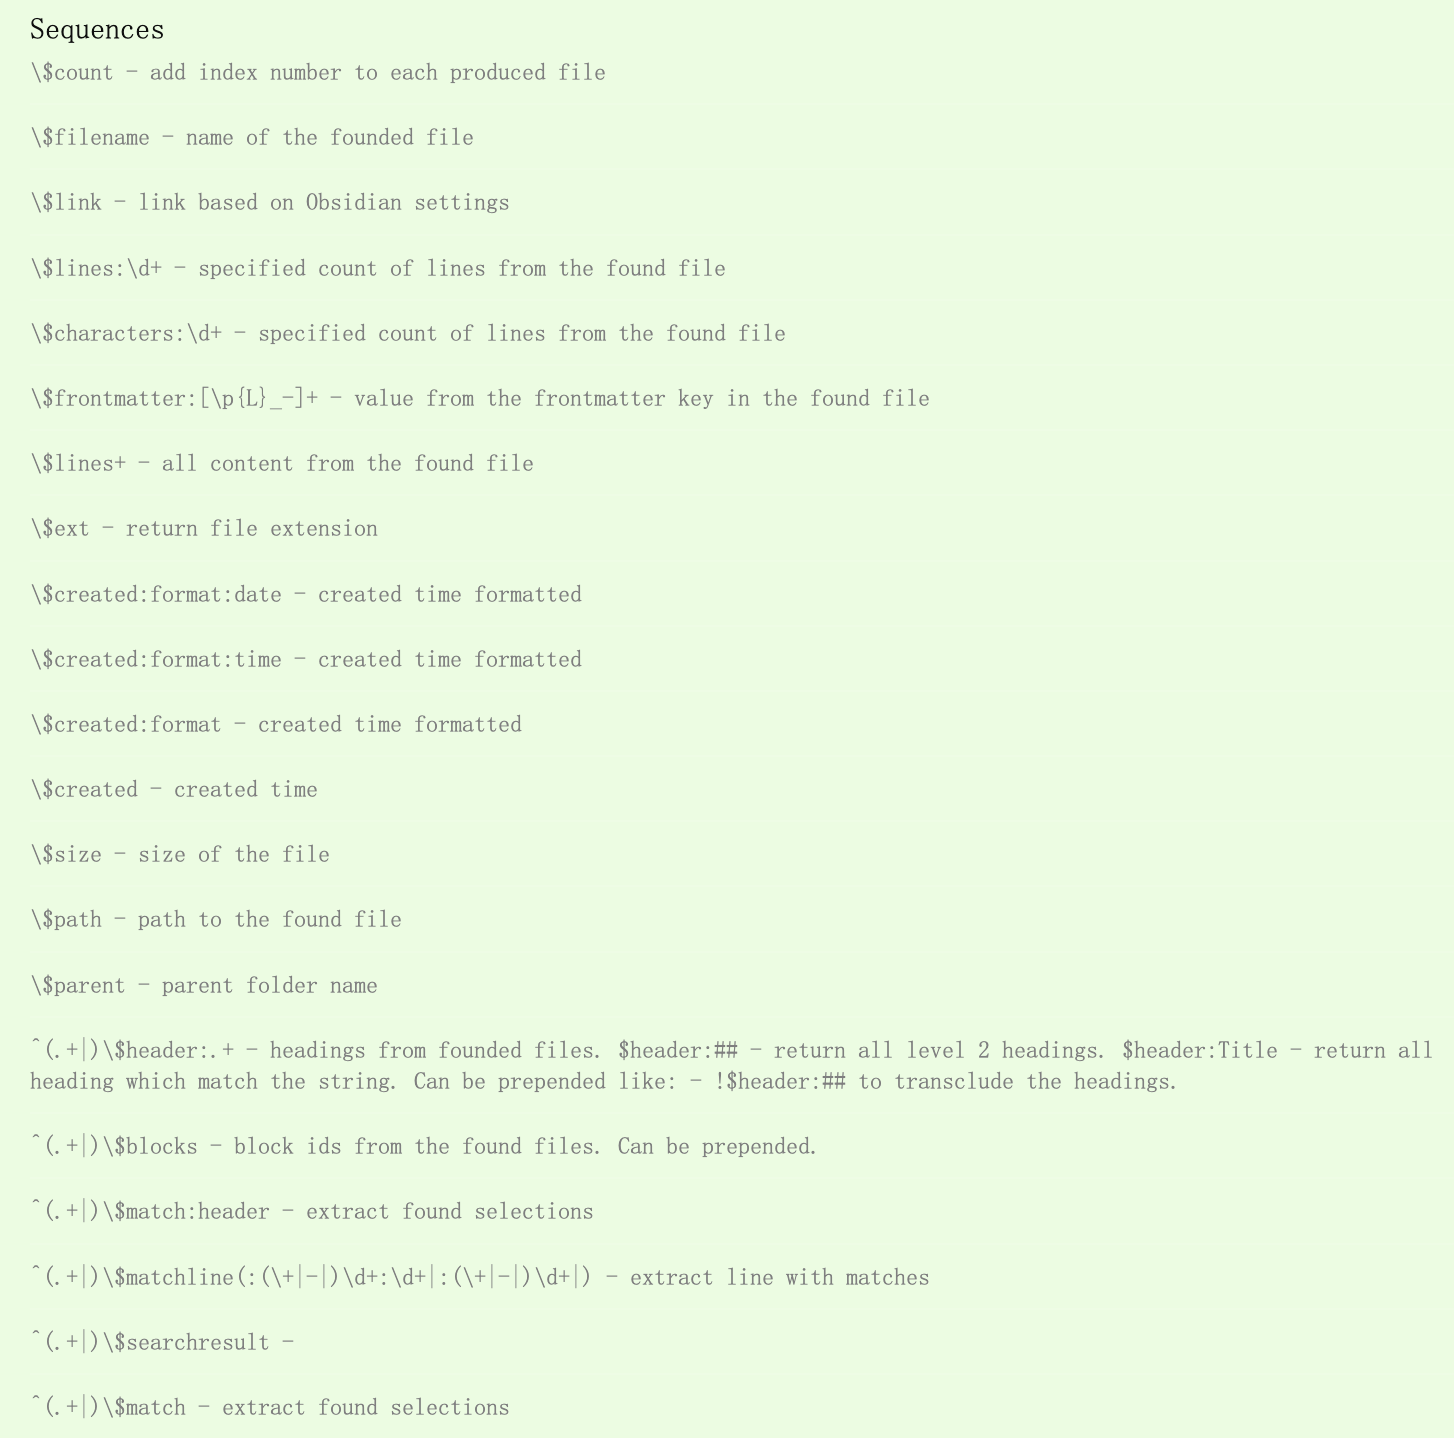 Sequences
\$count - add index number to each produced file
\$filename - name of the founded file
\$link - link based on Obsidian settings
\$lines:\d+ - specified count of lines from the found file
\$characters:\d+ - specified count of lines from the found file
\$frontmatter:[\p{L}_-]+ - value from the frontmatter key in the found file
\$lines+ - all content from the found file
\$ext - return file extension
\$created:format:date - created time formatted
\$created:format:time - created time formatted
\$created:format - created time formatted
\$created - created time
\$size - size of the file
\$path - path to the found file
\$parent - parent folder name
^(.+|)\$header:.+ - headings from founded files. $header:## - return all level 2 headings. $header:Title - return all
heading which match the string. Can be prepended like: - !$header:## to transclude the headings.
^(.+|)\$blocks - block ids from the found files. Can be prepended.
^(.+|)\$match:header - extract found selections
^(.+|)\$matchline(:(\+|-|)\d+:\d+|:(\+|-|)\d+|) - extract line with matches
^(.+|)\$searchresult -
^(.+|)\$match - extract found selections